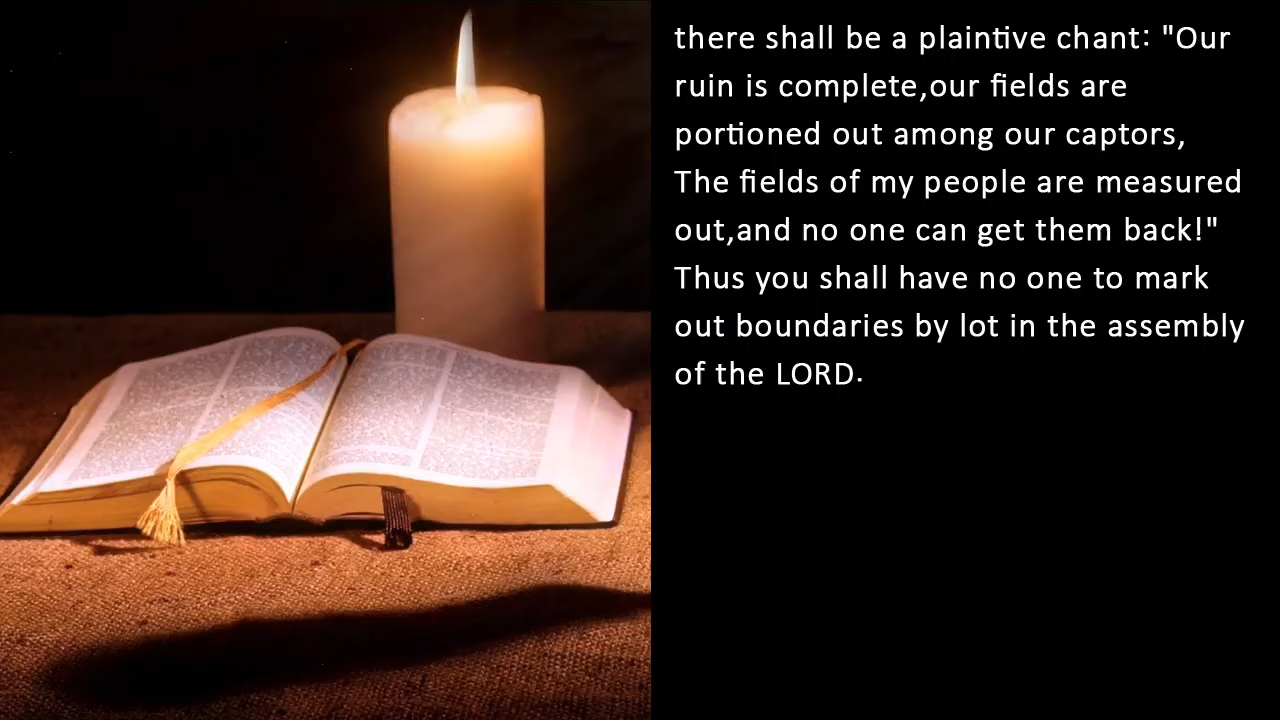 there shall be a plaintive chant: "Our
ruin is complete,our fields are
portioned out among our captors,
The fields of my people are measured
out,and no one can get them back!"
Thus you shall have no one to mark
out boundaries by lot in the assembly
of the LORD.